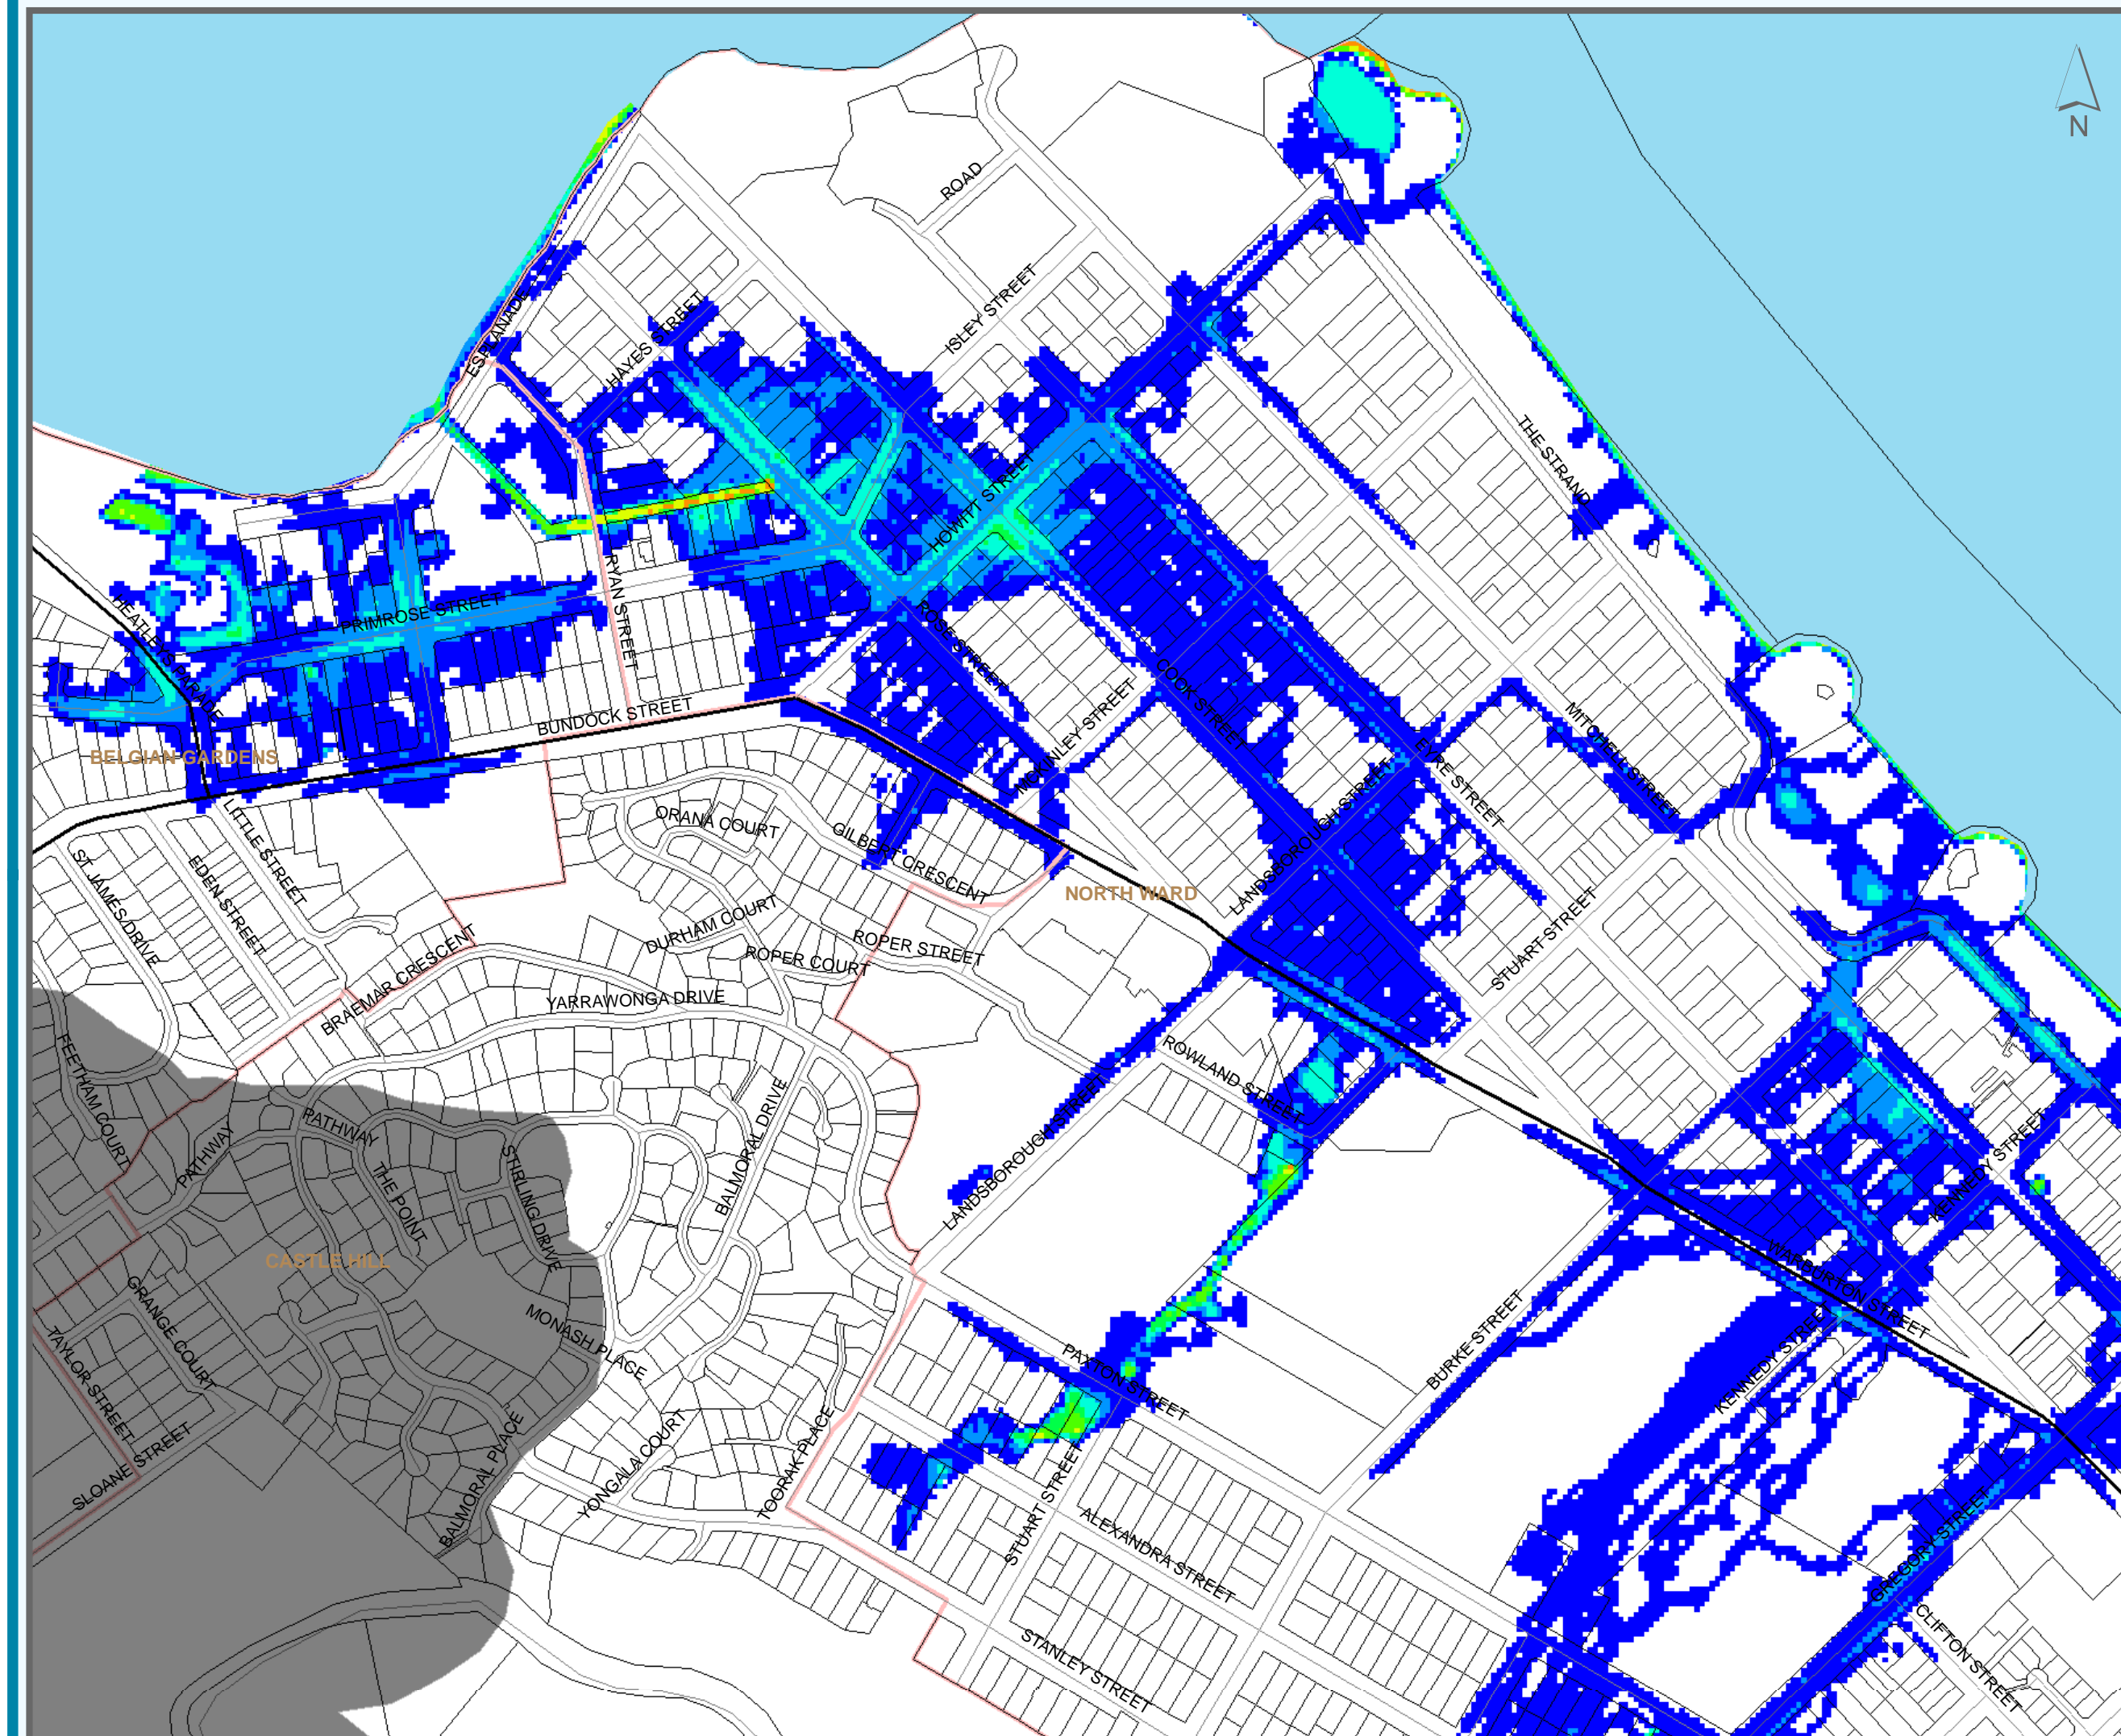 N
ROAD
ISLEY STREET
ESPLANADE
HAYES STREET
THE STRAND
HOWITT STREET
RYAN STREET
PRIMROSE STREET
HEATLEYS PARADE
ROSE STREET
COOK STREET
MCKINLEY STREET
BUNDOCK STREET
MITCHELL STREET
EYRE STREET
BELGIAN GARDENS
LITTLE STREET
ORANA COURT
GILBERT CRESCENT
LANDSBOROUGH STREET
NORTH WARD
ST JAMES DRIVE
EDEN STREET
DURHAM COURT
ROPER STREET
ROPER COURT
STUART STREET
BRAEMAR CRESCENT
YARRAWONGA DRIVE
FEETHAM COURT
ROWLAND STREET
PATHWAY
PATHWAY
THE POINT
STIRLING DRIVE
BALMORAL DRIVE
LANDSBOROUGH STREET
KENNEDY STREET
CASTLE HILL
WARBURTON STREET
GRANGE COURT
MONASH PLACE
TAYLOR STREET
PAXTON STREET
BURKE STREET
KENNEDY STREET
SLOANE STREET
BALMORAL PLACE
YONGALA COURT
TOORAK PLACE
STUART STREET
ALEXANDRA STREET
GREGORY STREET
CLIFTON STREET
STANLEY STREET